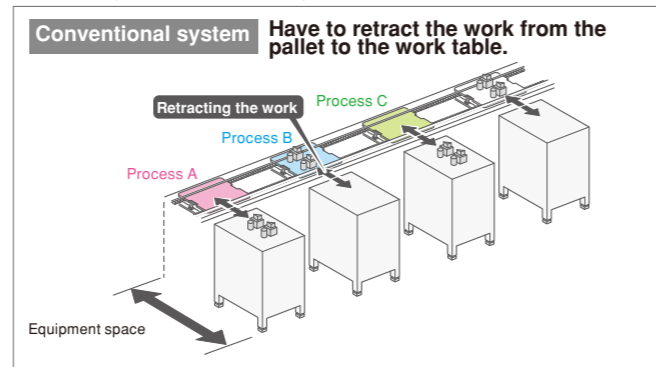 Conventional system
Have to retract the work from the
pallet to the work table.
Retracting the work
Process C
Process B
Process A
Equipment space